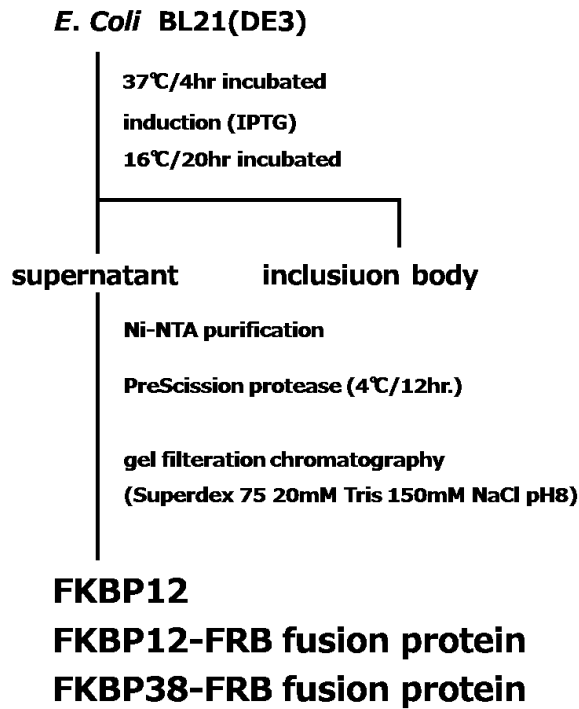 E. Coli BL21(DE3)
37℃/4hr incubated
induction (IPTG)
16℃/20hr incubated
supernatant inclusiuon body
Ni-NTA purification
PreScission protease (4℃/12hr.)
gel filteration chromatography
(Superdex 75 20mM Tris 150mM NaCl pH8)
FKBP12
FKBP12-FRB fusion protein
FKBP38-FRB fusion protein